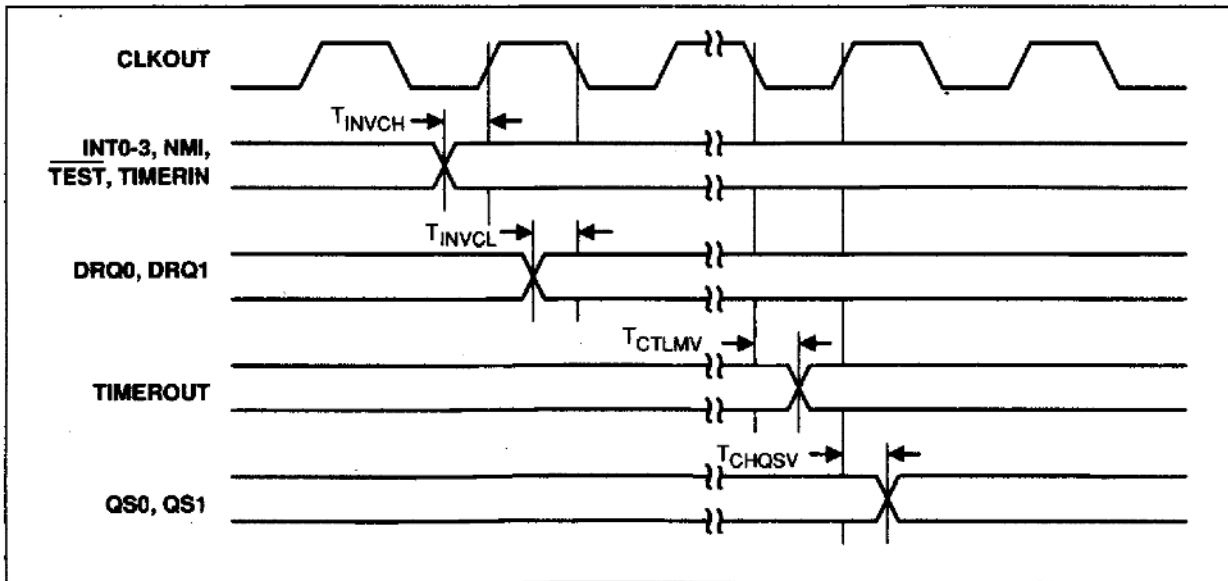 CLKOUT
TINVCH
INT0-3, NMI,
TEST, TIMERIN
TINVCL
DRQ0, DRQ1
TCTLMV
TIMEROUT
TCHQSV
QS0, QS1